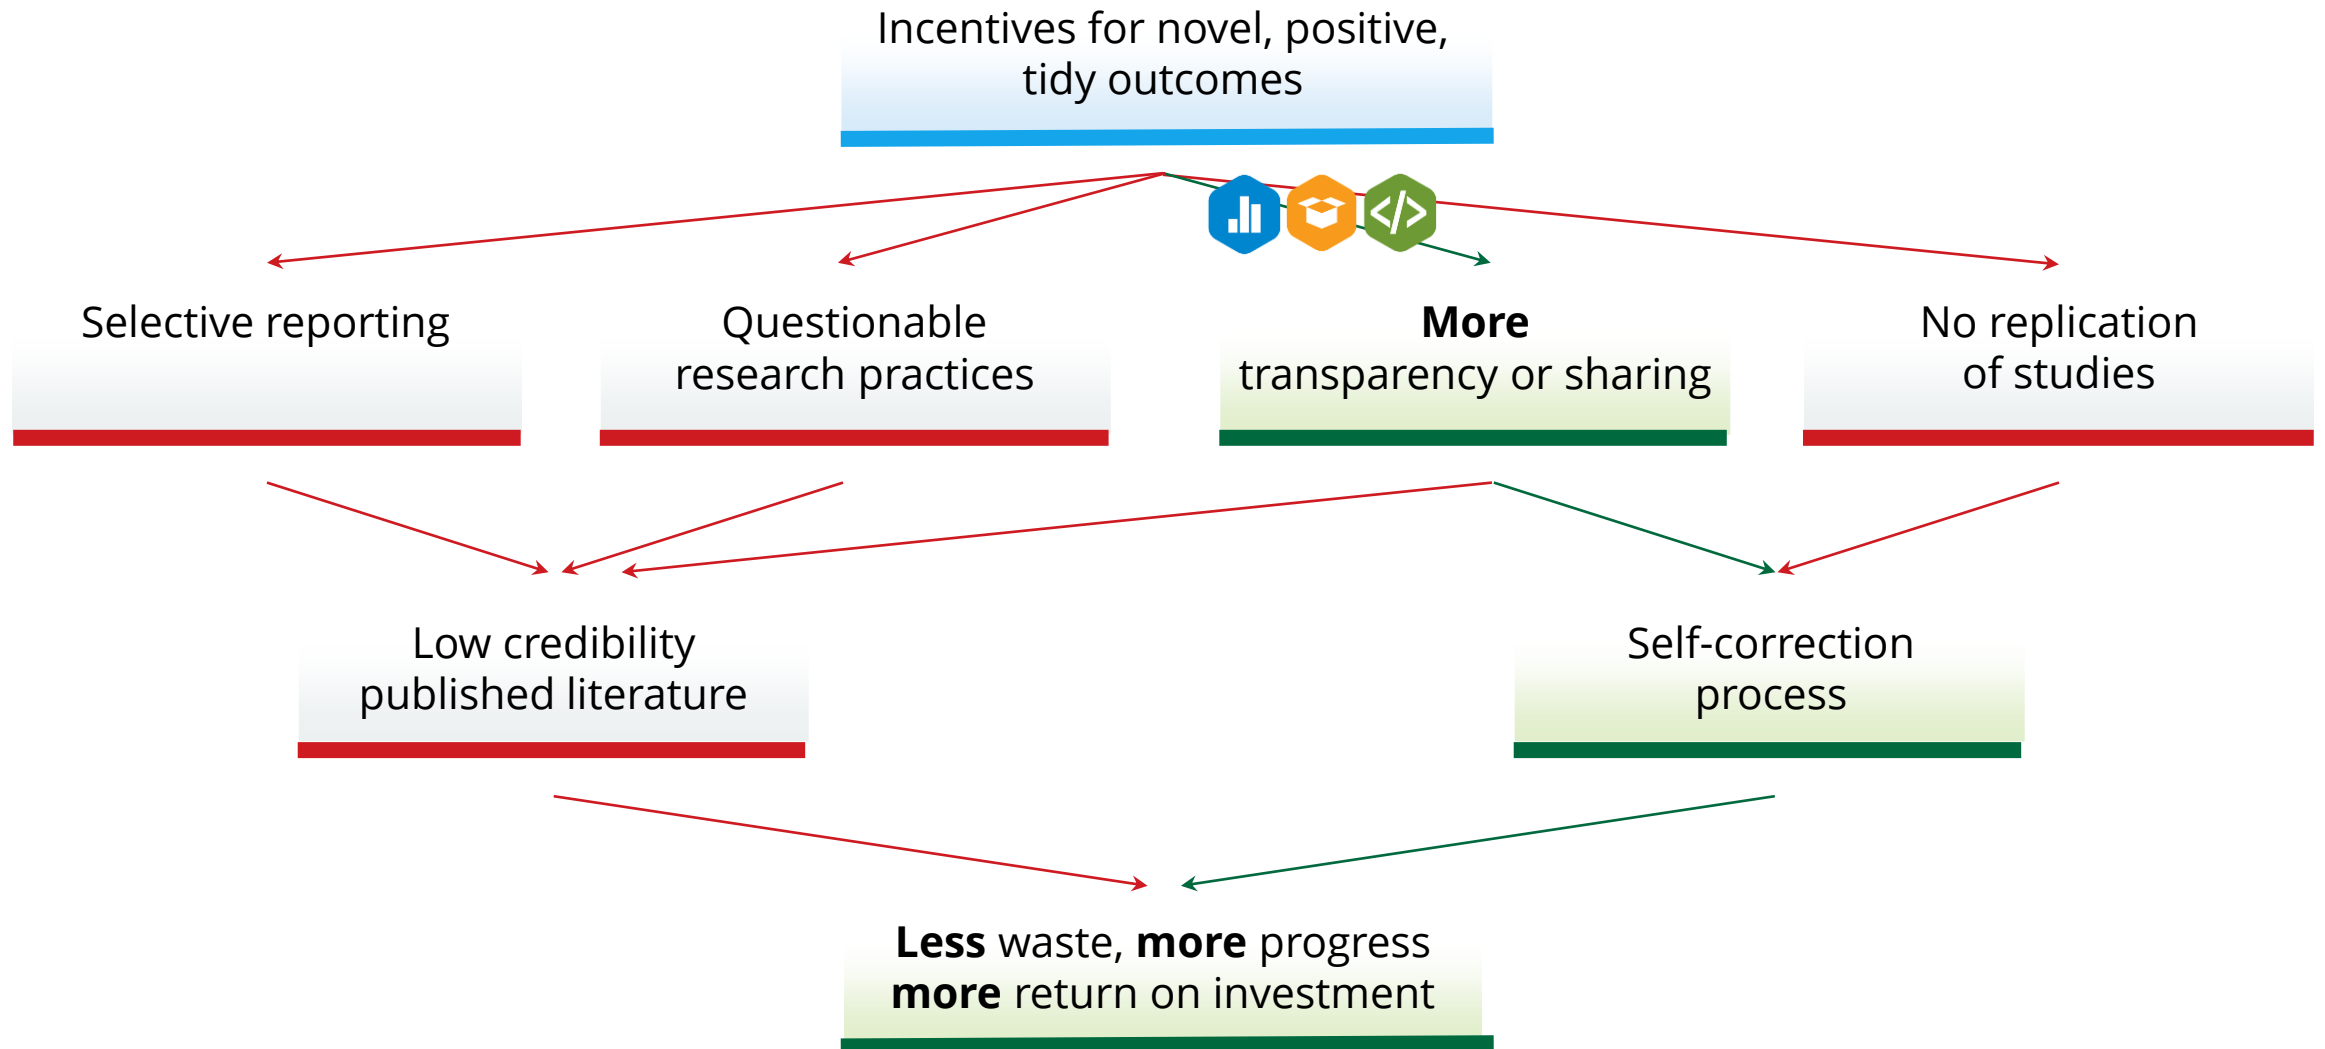 Incentives for novel, positive,
tidy outcomes
Selective reporting
Questionable
research practices
More
transparency or sharing
No replication
of studies
Low credibility
published literature
Self-correction
process
Less waste, more progress
more return on investment